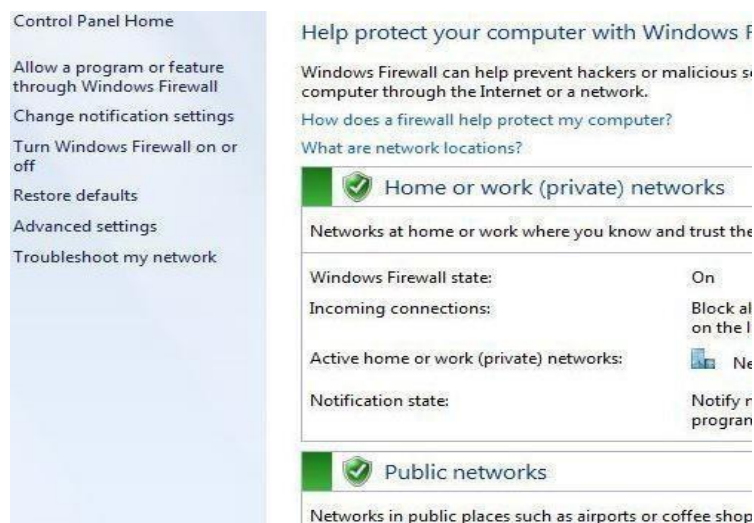 Control Panel Home
Allow a program or feature
through Windows Firewall
Change notification settings
Turn Windows Firewall on or
off
Restore defaults
Advanced settings
Troubleshoot my network
Help protect your computer with Windows
Windows Firewall can help prevent hackers or malicious
computer through the Internet or a network.
How does a firewall help protect my computer?
What are network locations?
Home or work (private) networks
Networks at home or work where you know and trust the
Windows Firewall state: On
Incoming connections: Block
on the
Active home or work (private) networks:
Notification state: Notify
Public networks
Networks in public places such as airports or coffee shop